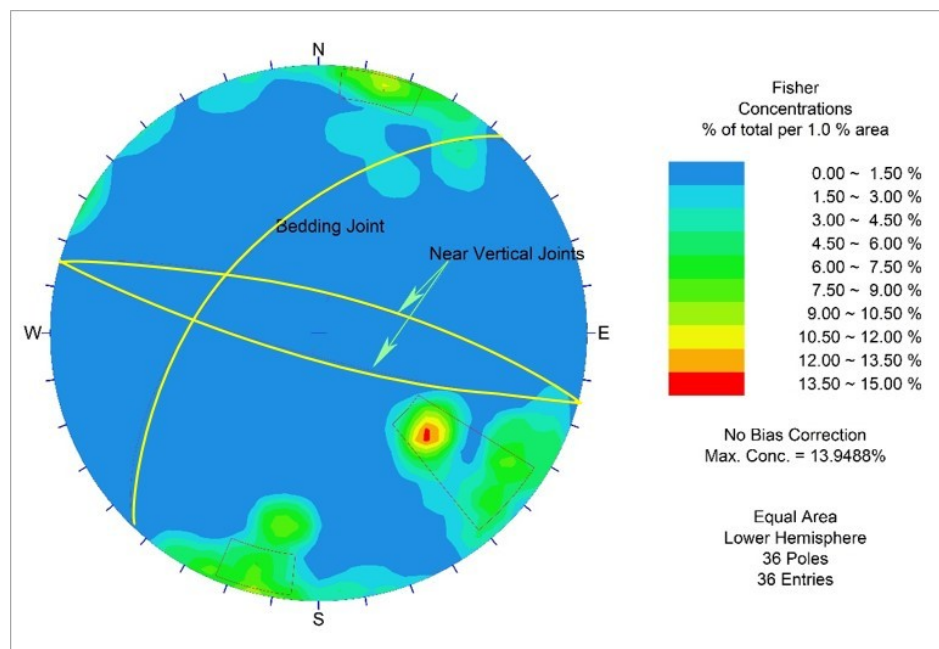 N
Fisher
Concentrations
% of total per 1.0 % area
0.00 ~ 1.50 %
1.50 ~ 3.00 %
3.00 ~ 4.50 %
4.50 ~ 6.00 %
6.00 ~ 7.50 %
7.50 ~ 9.00 %
9.00 ~ 10.50 %
10.50 ~ 12.00 %
12.00 ~ 13.50 %
13.50 ~ 15.00 %
Bedding Joint
Near Vertical Joints
W
E
No Bias Correction
Max. Conc. = 13.9488%
Equal Area
Lower Hemisphere
36 Poles
36 Entries
S